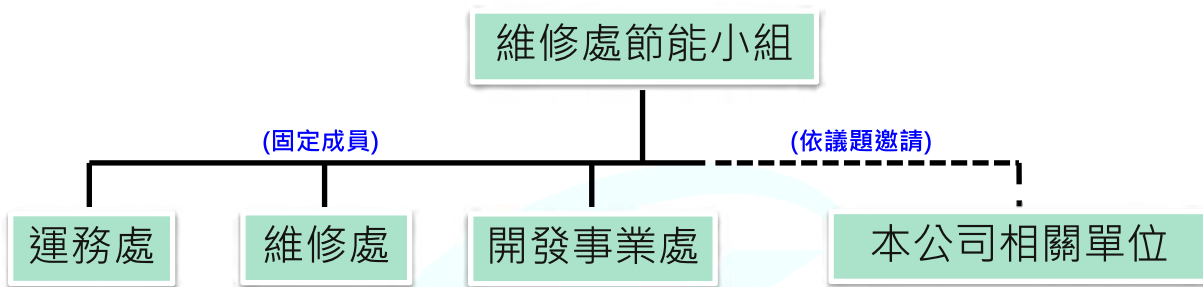 維修處節能小組
(固定成員)
(依議題邀請)
運務處
維修處
開發事業處
本公司相關單位